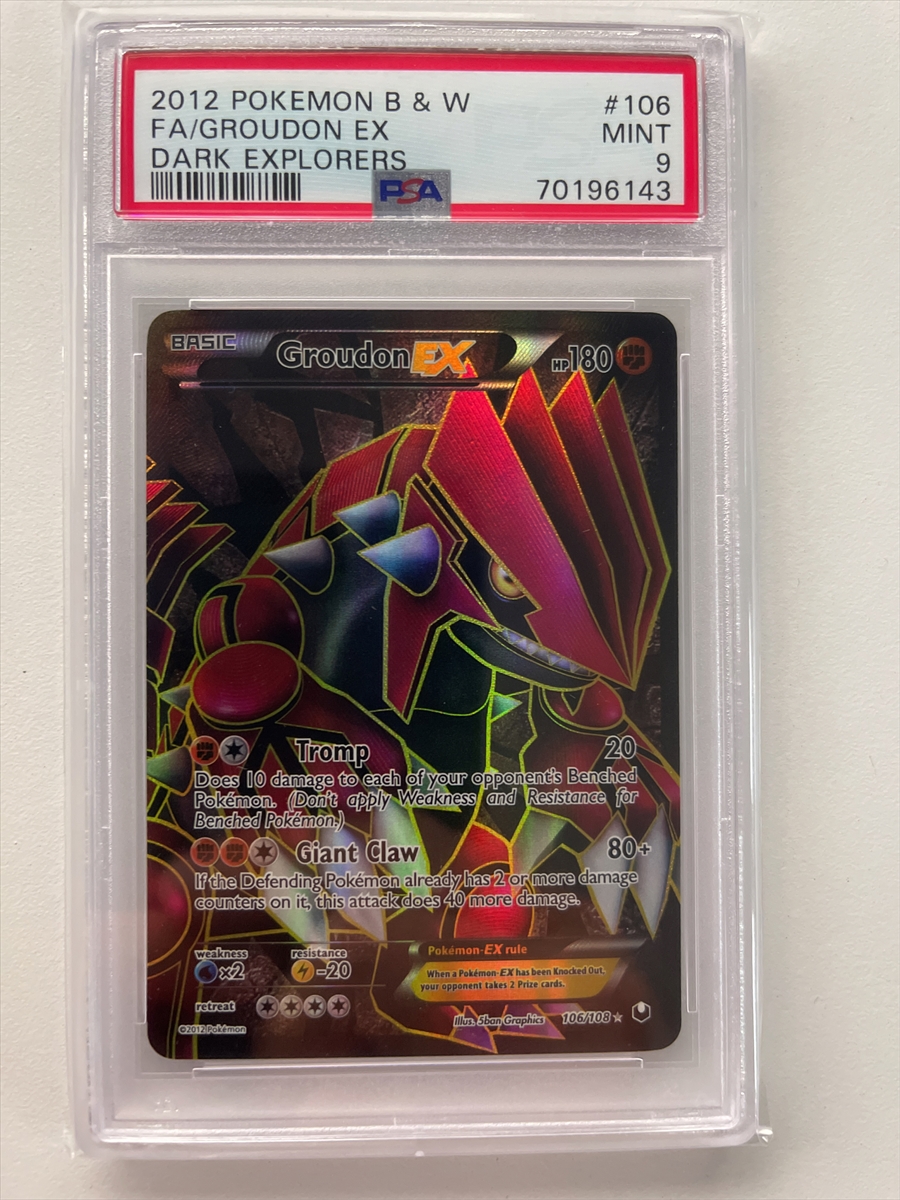 2012 POKEMON B & W #106
FA/GROUDON EX MINT
DARK EXPLORERS 9
PSA 70196143
BASIC Groudon EX HP180
Tromp 20
Does 10 damage to each of your opponent's Benched
Pokémon. (Don't apply Weakness and Resistance for
Benched Pokémon.)
Giant Claw 80+
If the Defending Pokémon already has 2 or more damage
counters on it, this attack does 40 more damage.
weakness resistance
×2 -20
retreat
Pokémon-EX rule
When a Pokémon-EX has been Knocked Out,
your opponent takes 2 Prize cards.
©2012 Pokémon Illus. 5ban Graphics 106/108